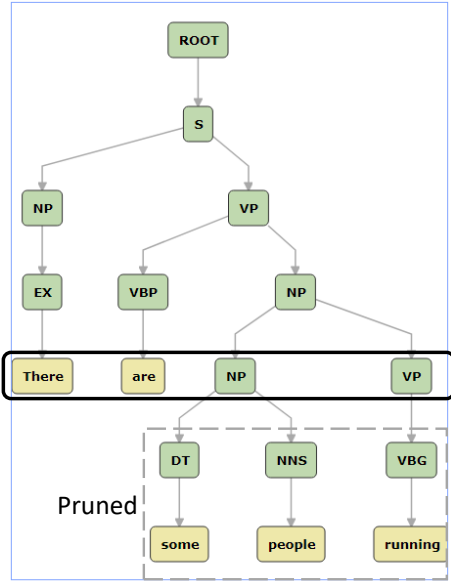 ROOT
S
NP VP
EX VBP NP
There are NP VP
DT NNS VBG
Pruned
some people running